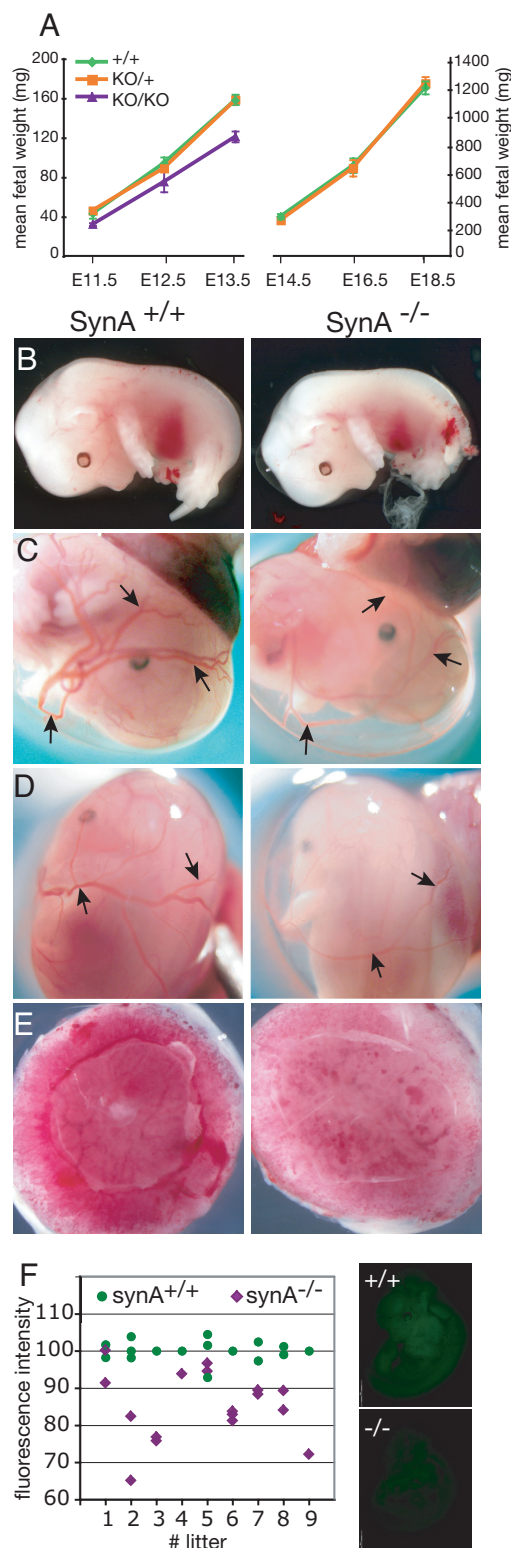 A
+/+
KO/+
KO/KO
mean fetal weight (mg)
200
160
120
80
40
0
E11.5
E12.5
E13.5
1400
1200
1000
800
600
400
200
0
mean fetal weight (mg)
E14.5
E16.5
E18.5
SynA +/+
SynA -/-
B
C
D
E
F
synA+/+
synA-/-
fluorescence intensity
110
100
90
80
70
60
1 2 3 4 5 6 7 8 9
# litter
+/+
-/-